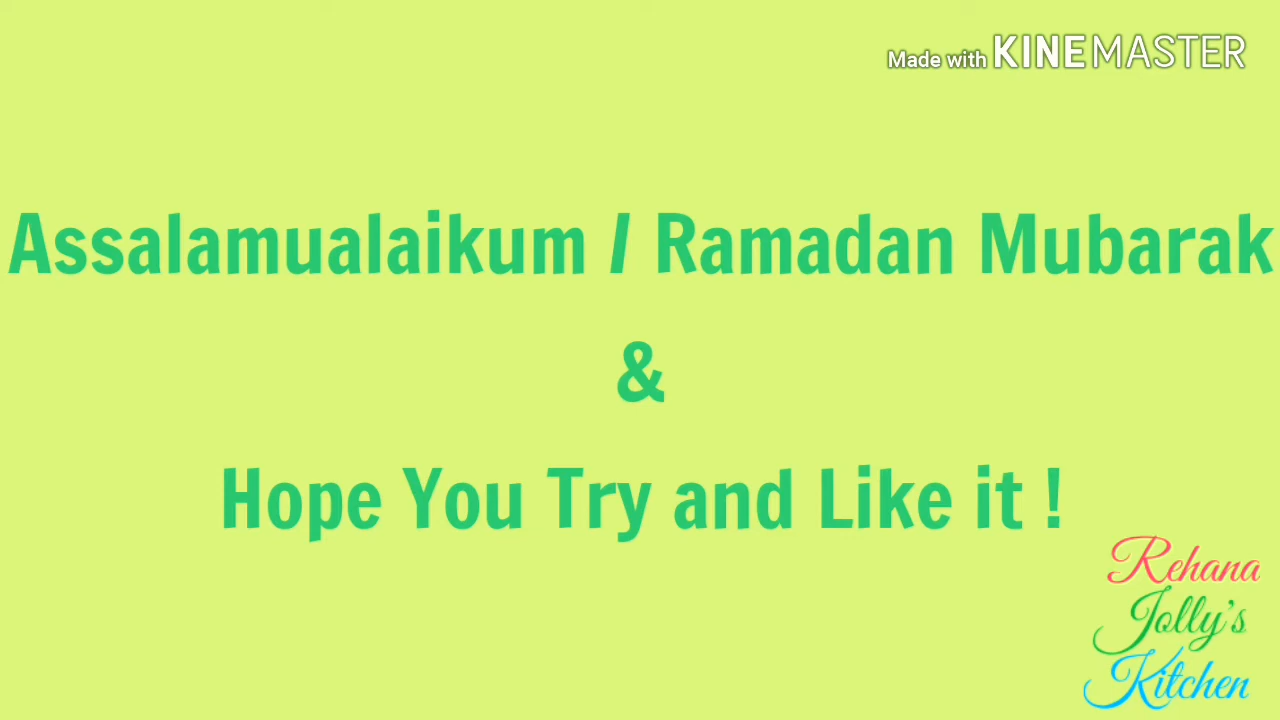 Made with KINEMASTER
Assalamualaikum / Ramadan Mubarak
&
Hope You Try and Like it !
Rehana
Jolly's
Kitchen